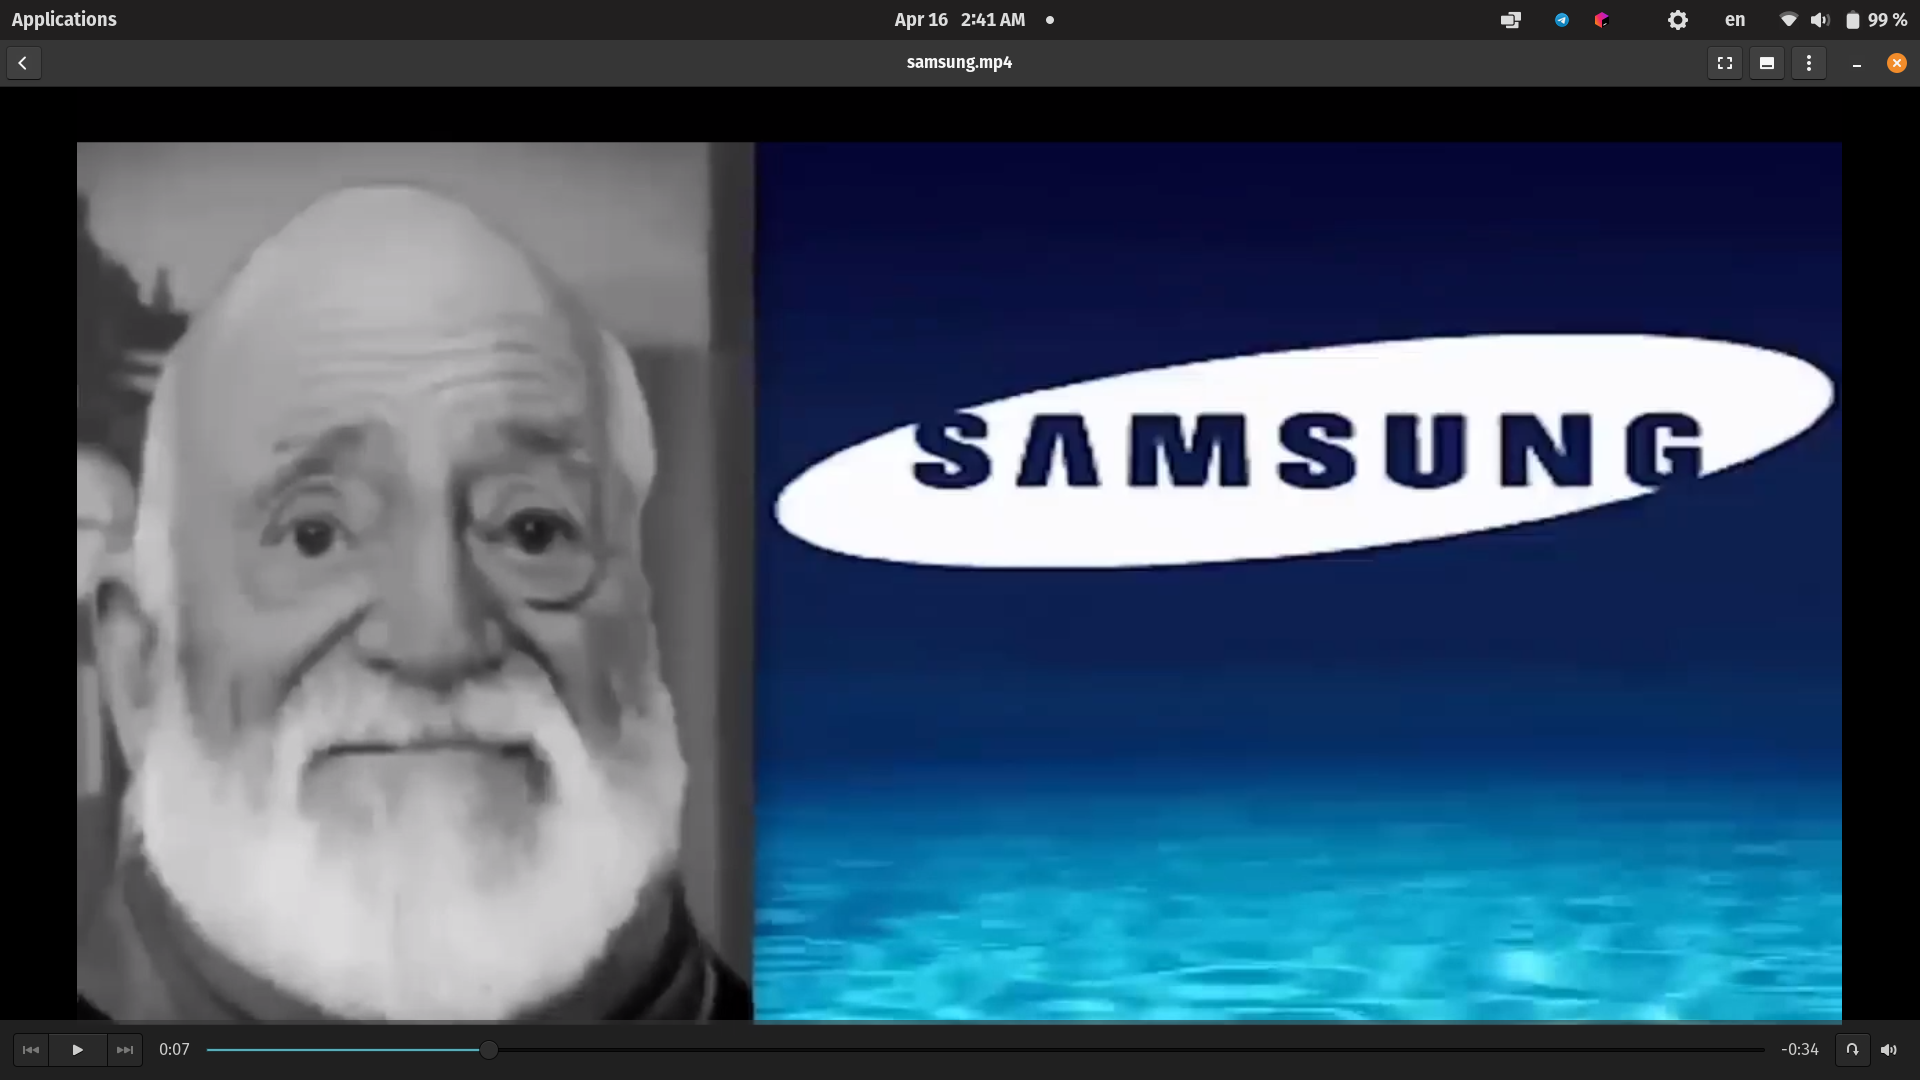 Applications
Apr 16 2:41 AM
en
99 %
samsung.mp4
SAMSUNG
0:07
-0:34